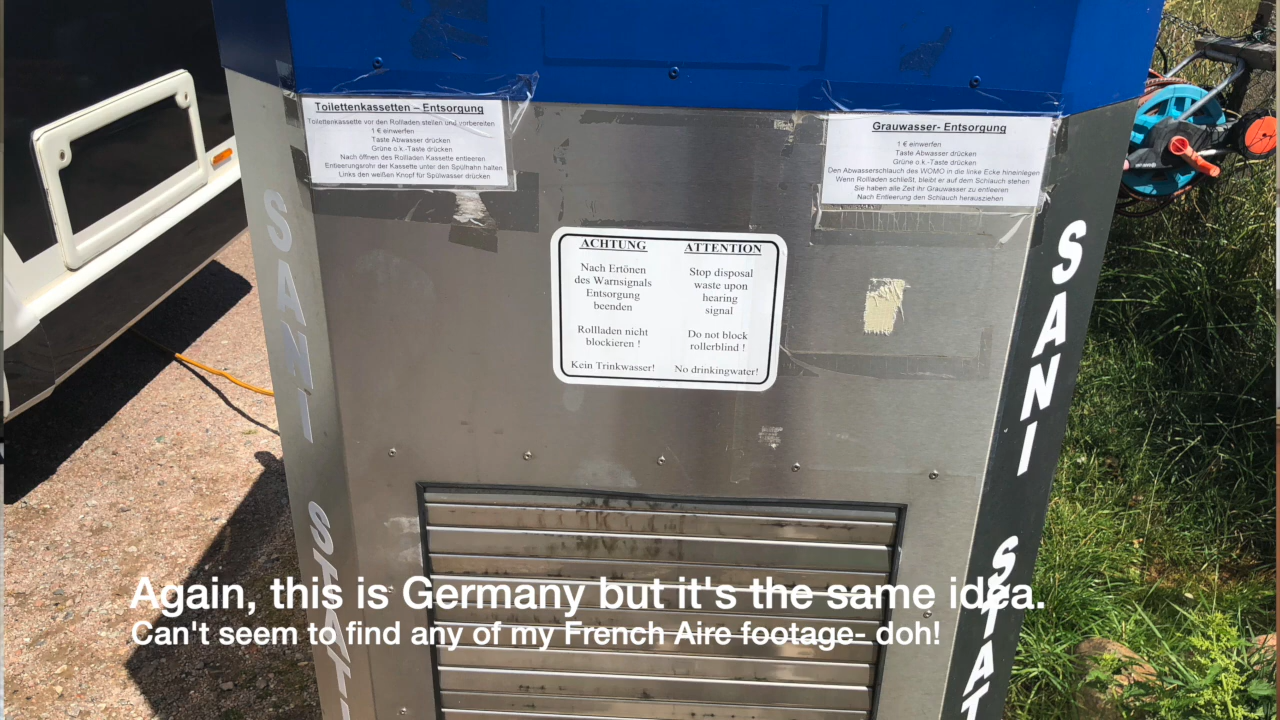 Toilettenkassetten – Entsorgung
Toilettenkassette vor den Rollladen stellen und vorbereiten
1 € einwerfen
Taste Abwasser drücken
Grüne o.k.-Taste drücken
Nach öffnen des Rollladen Kassette entleeren
Entleerungsrohr der Kassette unter den Spülhahn halten
Links den weißen Knopf für Spülwasser drücken
Grauwasser- Entsorgung
1 € einwerfen
Taste Abwasser drücken
Grüne o.k.-Taste drücken
Den Abwasserschlauch des WOMO in die linke Ecke hineinlegen
Wenn Rollladen schließt, bleibt er auf dem Schlauch stehen
Sie haben alle Zeit ihr Grauwasser zu entleeren
Nach Entleerung den Schlauch herausziehen
ACHTUNG
Nach Ertönen
des Warnsignals
Entsorgung
beenden
Rollladen nicht
blockieren !
Kein Trinkwasser!
ATTENTION
Stop disposal
waste upon
hearing
signal
Do not block
rollerblind !
No drinkingwater!
SANI STATI
SANI STAT
Again, this is Germany but it's the same idea.
Can't seem to find any of my French Aire footage- doh!